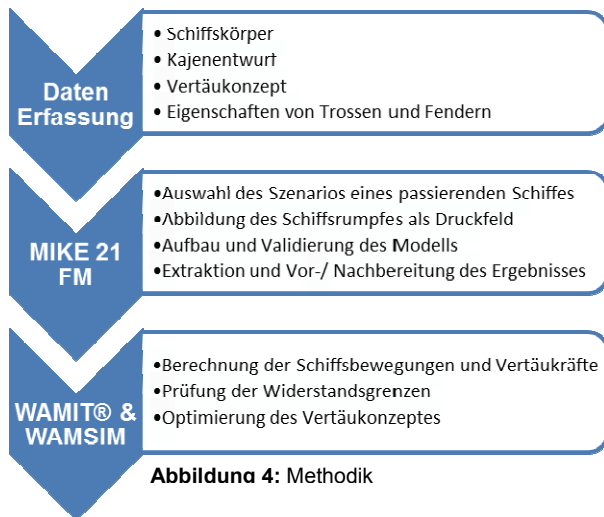 Daten
Erfassung
• Schiffskörper
• Kajenentwurf
• Vertäukonzept
• Eigenschaften von Trossen und Fendern
MIKE 21
FM
•Auswahl des Szenarios eines passierenden Schiffes
•Abbildung des Schiffsrumpfes als Druckfeld
•Aufbau und Validierung des Modells
•Extraktion und Vor-/ Nachbereitung des Ergebnisses
WAMIT® &
WAMSIM
•Berechnung der Schiffsbewegungen und Vertäukräfte
•Prüfung der Widerstandsgrenzen
•Optimierung des Vertäukonzeptes
Abbildung 4: Methodik